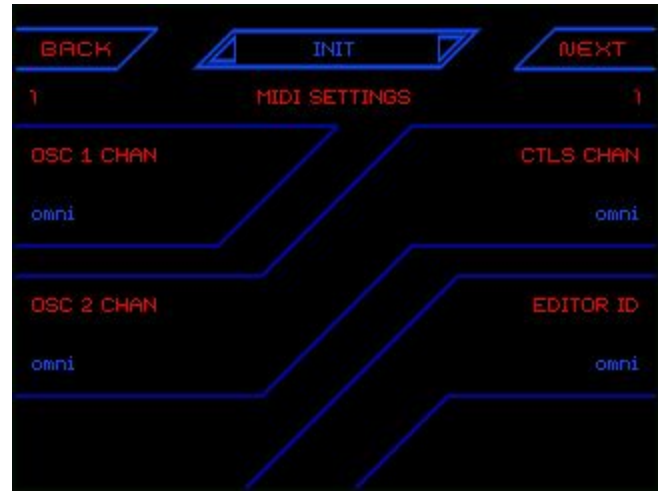 BACK INIT NEXT
1 MIDI SETTINGS 1
OSC 1 CHAN CTLS CHAN
omni omni
OSC 2 CHAN EDITOR ID
omni omni